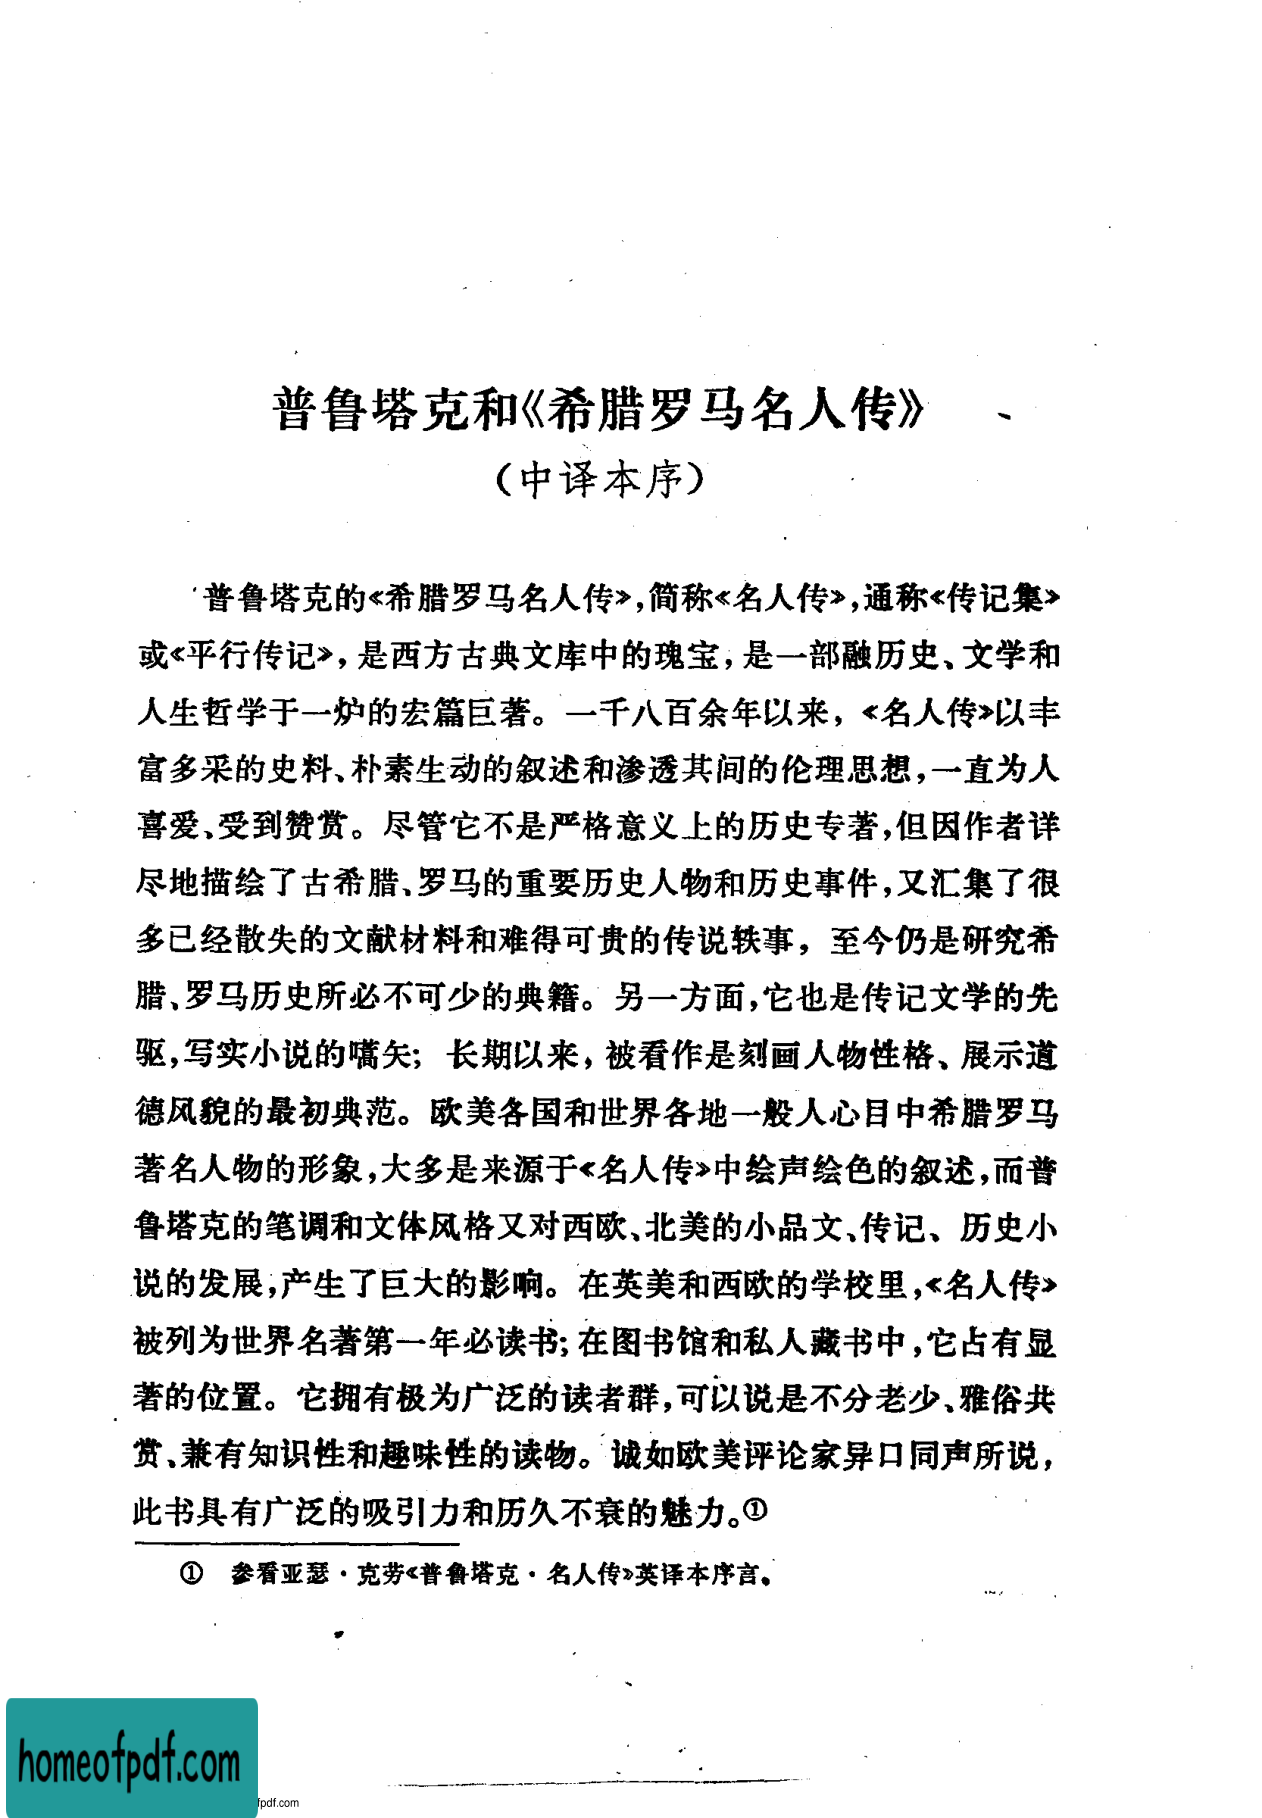 普鲁塔克和《希腊罗马名人传》
（中译本序）
普鲁塔克的《希腊罗马名人传》，简称《名人传》，通称《传记集》
或《平行传记》，是西方古典文库中的瑰宝，是一部融历史、文学和
人生哲学于一炉的宏篇巨著。一千八百余年以来，《名人传》以丰
富多采的史料、朴素生动的叙述和渗透其间的伦理思想，一直为人
喜爱、受到赞赏。尽管它不是严格意义上的历史专著，但因作者详
尽地描绘了古希腊、罗马的重要历史人物和历史事件，又汇集了很
多已经散失的文献材料和难得可贵的传说轶事，至今仍是研究希
腊、罗马历史所必不可少的典籍。另一方面，它也是传记文学的先
驱，写实小说的嚆矢；长期以来，被看作是刻画人物性格、展示道
德风貌的最初典范。欧美各国和世界各地一般人心目中希腊罗马
著名人物的形象，大多是来源于《名人传》中绘声绘色的叙述，而普
鲁塔克的笔调和文体风格又对西欧、北美的小品文、传记、历史小
说的发展，产生了巨大的影响。在英美和西欧的学校里，《名人传》
被列为世界名著第一年必读书；在图书馆和私人藏书中，它占有显
著的位置。它拥有极为广泛的读者群，可以说是不分老少、雅俗共
赏、兼有知识性和趣味性的读物。诚如欧美评论家异口同声所说，
此书具有广泛的吸引力和历久不衰的魅力。①
① 参看亚瑟·克劳《普鲁塔克·名人传》英译本序言。
homeofpdf.com
fpdf.com